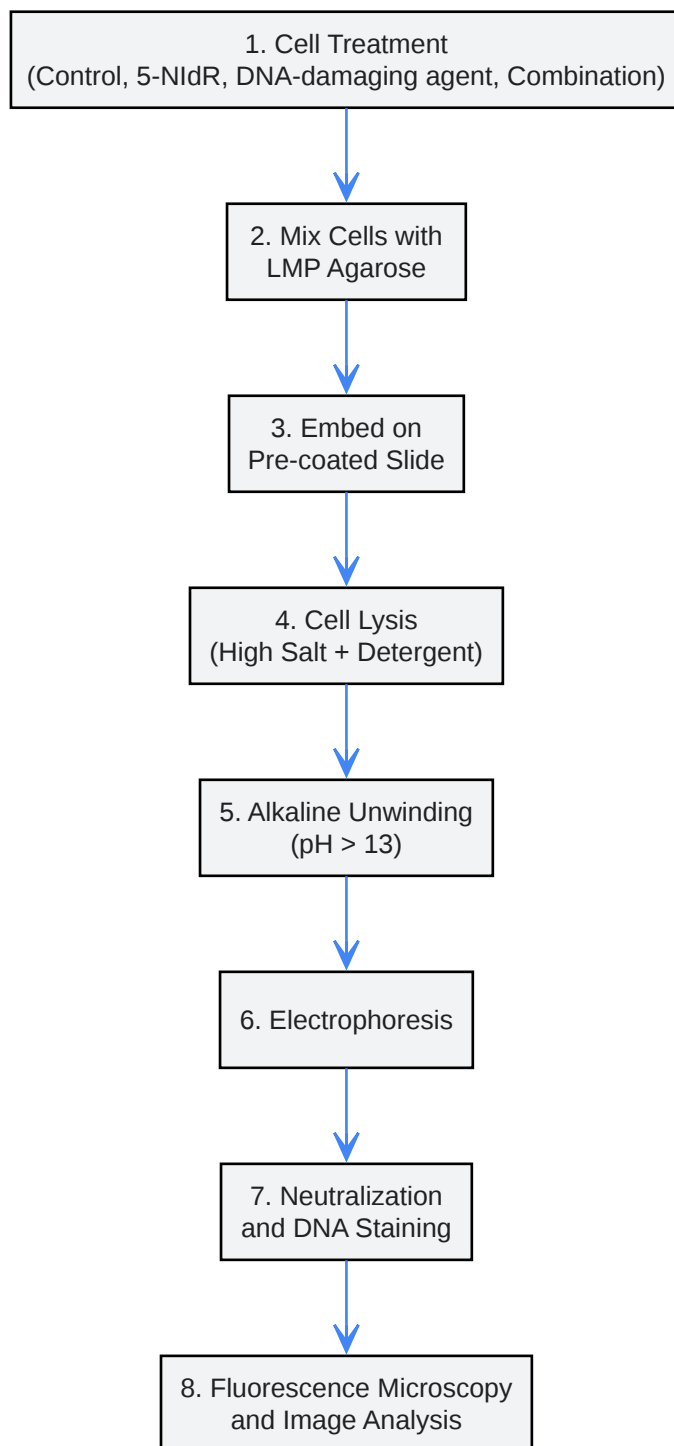 1. Cell Treatment
(Control, 5-NIdR, DNA-damaging agent, Combination)
2. Mix Cells with
LMP Agarose
3. Embed on
Pre-coated Slide
4. Cell Lysis
(High Salt + Detergent)
5. Alkaline Unwinding
(pH > 13)
6. Electrophoresis
7. Neutralization
and DNA Staining
8. Fluorescence Microscopy
and Image Analysis